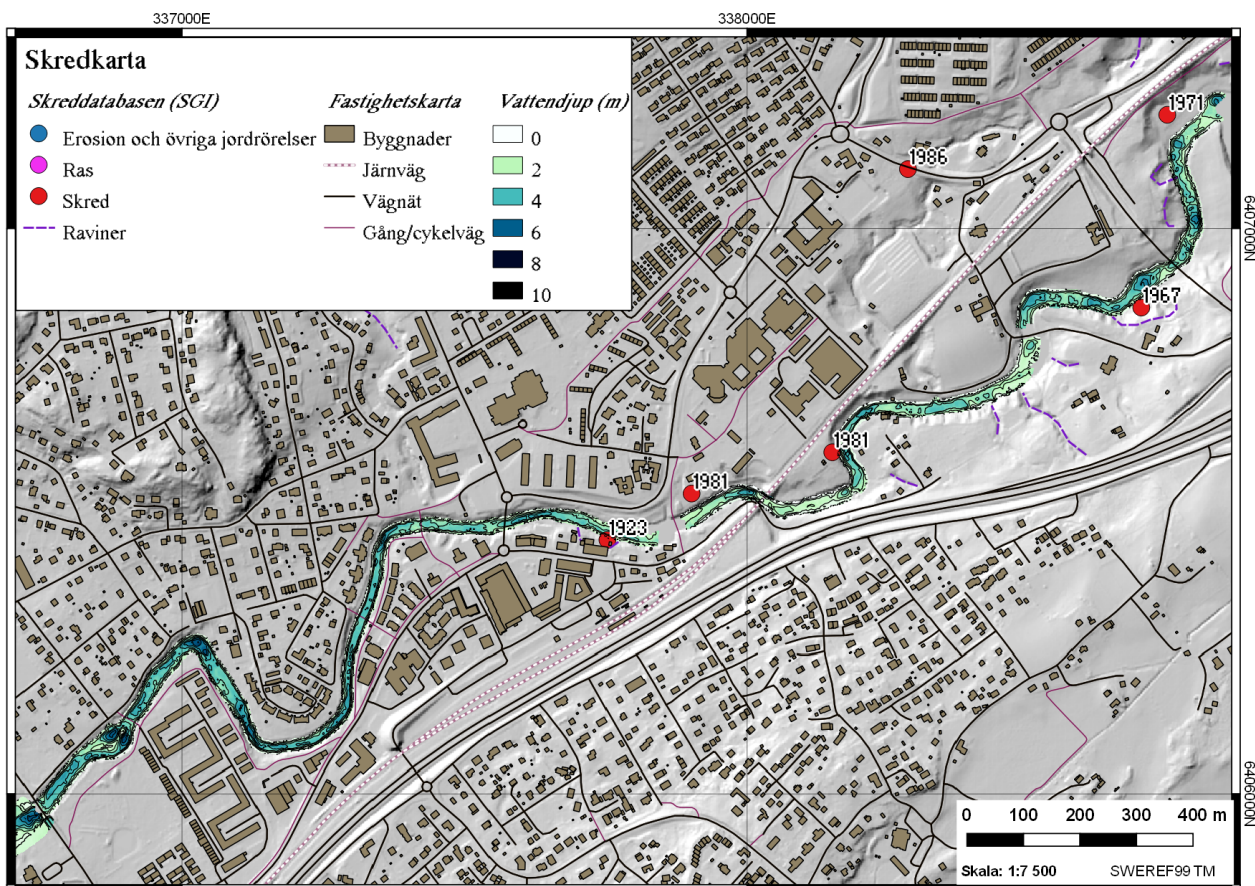 337000E
338000E
Skredkarta
Skreddatabasen (SGI)
Erosion och övriga jordrörelser
Ras
Skred
Raviner
Fastighetskarta
Byggnader
Järnväg
Vägnät
Gång/cykelväg
Vattendjup (m)
0
2
4
6
8
10
1971
1986
6407000N
1967
1981
1981
1923
6406000N
0 100 200 300 400 m
Skala: 1:7 500
SWEREF99 TM